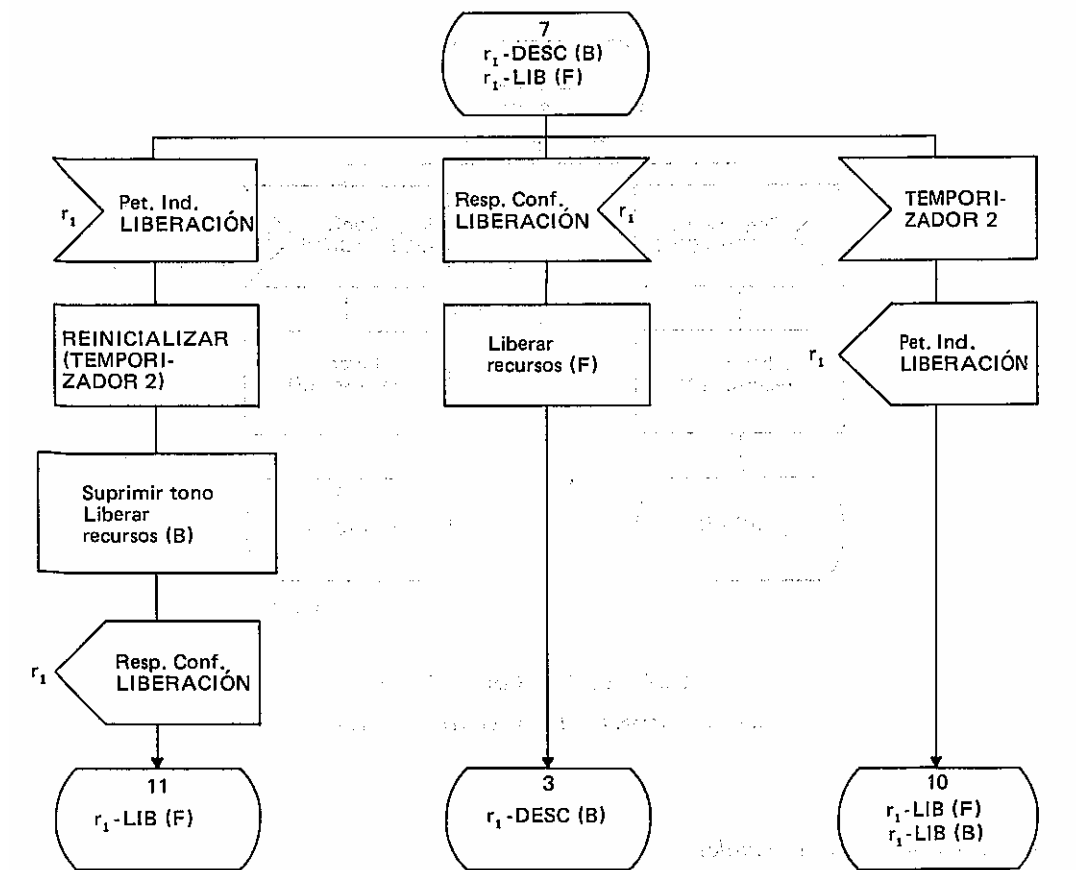 7
r₁-DESC (B)
r₁-LIB (F)
r₁
Pet. Ind.
LIBERACIÓN
Resp. Conf.
LIBERACIÓN
r₁
TEMPORI-
ZADOR 2
REINICIALIZAR
(TEMPORI-
ZADOR 2)
Liberar
recursos (F)
r₁
Pet. Ind.
LIBERACIÓN
Suprimir tono
Liberar
recursos (B)
r₁
Resp. Conf.
LIBERACIÓN
11
r₁-LIB (F)
3
r₁-DESC (B)
10
r₁-LIB (F)
r₁-LIB (B)